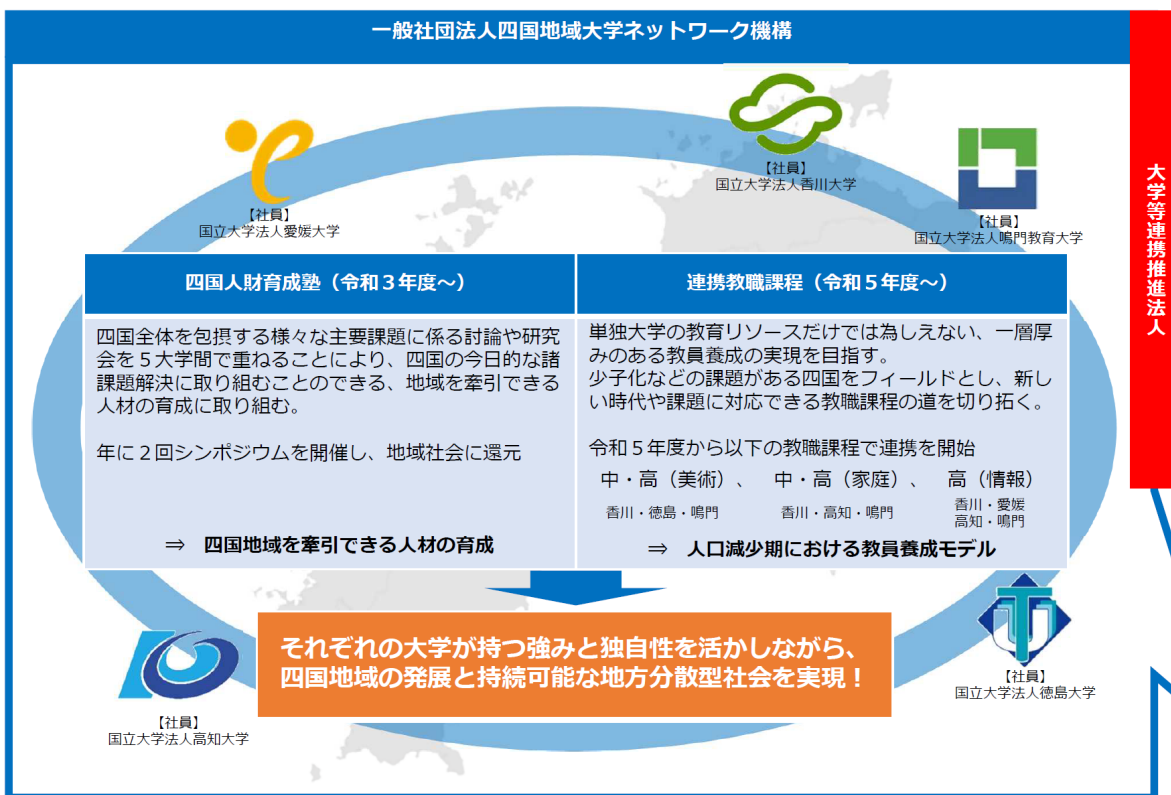 一般社団法人四国地域大学ネットワーク機構
大学等連携推進法人
【社員】
国立大学法人愛媛大学
【社員】
国立大学法人香川大学
【社員】
国立大学法人鳴門教育大学
四国人財育成塾（令和３年度～）
四国全体を包摂する様々な主要課題に係る討論や研究
会を５大学間で重ねることにより、四国の今日的な諸
課題解決に取り組むことのできる、地域を牽引できる
人材の育成に取り組む。
年に２回シンポジウムを開催し、地域社会に還元
⇒ 四国地域を牽引できる人材の育成
連携教職課程（令和５年度～）
単独大学の教育リソースだけでは為しえない、一層厚
みのある教員養成の実現を目指す。
少子化などの課題がある四国をフィールドとし、新し
い時代や課題に対応できる教職課程の道を切り拓く。
令和５年度から以下の教職課程で連携を開始
中・高（美術）、 中・高（家庭）、 高（情報）
香川・徳島・鳴門 香川・高知・鳴門 香川・愛媛
高知・鳴門
⇒ 人口減少期における教員養成モデル
それぞれの大学が持つ強みと独自性を活かしながら、
四国地域の発展と持続可能な地方分散型社会を実現！
【社員】
国立大学法人高知大学
【社員】
国立大学法人徳島大学